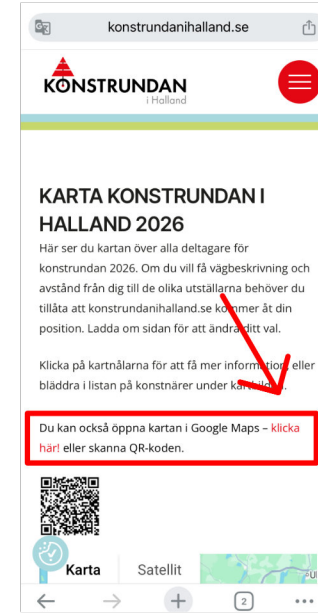 konstrundanihalland.se
KONSTRUNDAN
i Halland
KARTA KONSTRUNDAN I
HALLAND 2026
Här ser du kartan över alla deltagare för
konstrundan 2026. Om du vill få vägbeskrivning och
avstånd från dig till de olika utställarna behöver du
tillåta att konstrundanihalland.se kommer åt din
position. Ladda om sidan för att ändra ditt val.
Klicka på kartnålarna för att få mer information, eller
bläddra i listan på konstnärer under kartbilden.
Du kan också öppna kartan i Google Maps – klicka
här! eller skanna QR-koden.
Karta Satellit
2